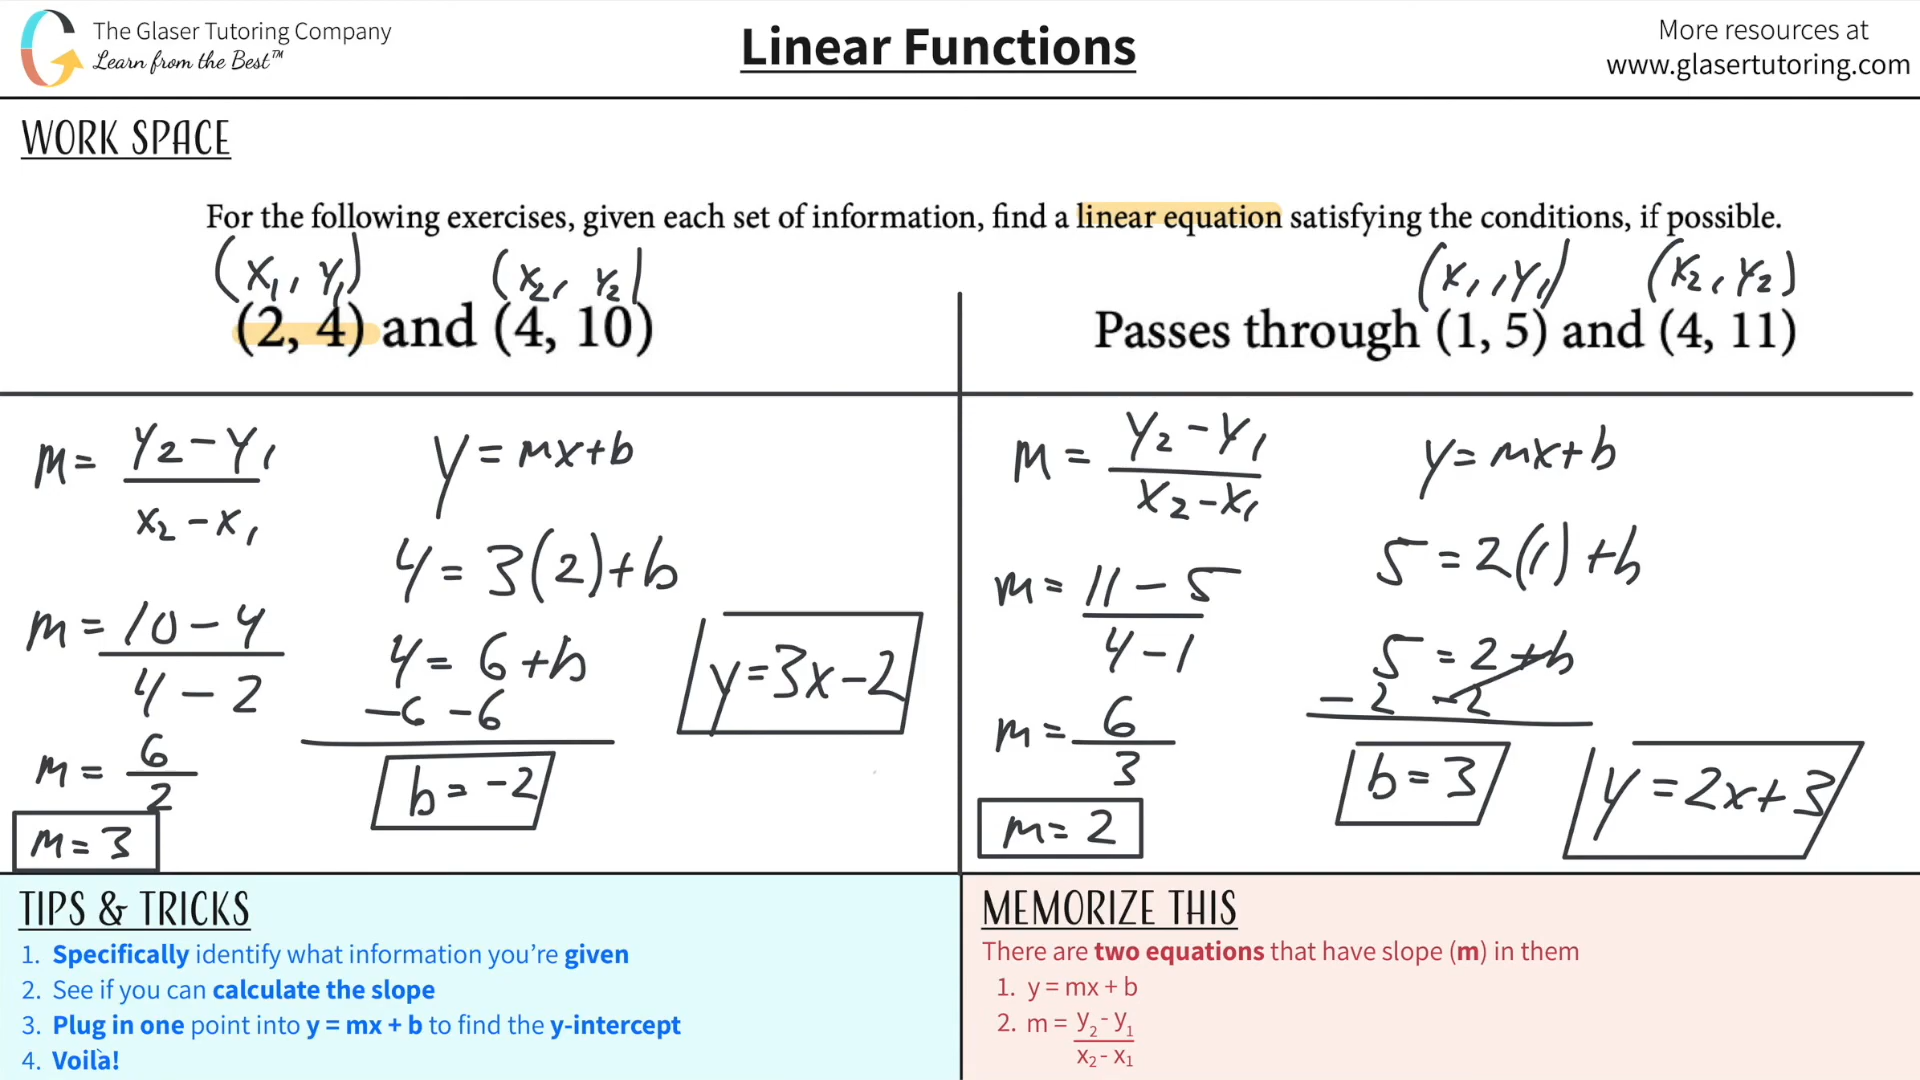 The Glaser Tutoring Company
Learn from the Best™
Linear Functions
More resources at
www.glasertutoring.com
WORK SPACE
For the following exercises, given each set of information, find a linear equation satisfying the conditions, if possible.
(x₁, y₁) (x₂, y₂)
(2, 4) and (4, 10)
m = (y₂ - y₁)/(x₂ - x₁)
m = (10 - 4)/(4 - 2)
m = 6/2
m = 3
y = mx + b
4 = 3(2) + b
4 = 6 + b
-6 -6
b = -2
y = 3x - 2
(x₁, y₁) (x₂, y₂)
Passes through (1, 5) and (4, 11)
m = (y₂ - y₁)/(x₂ - x₁)
m = (11 - 5)/(4 - 1)
m = 6/3
m = 2
y = mx + b
5 = 2(1) + b
5 = 2 + b
-2 -2
b = 3
y = 2x + 3
TIPS & TRICKS
1. Specifically identify what information you're given
2. See if you can calculate the slope
3. Plug in one point into y = mx + b to find the y-intercept
4. Voilà!
MEMORIZE THIS
There are two equations that have slope (m) in them
1. y = mx + b
2. m = (y₂ - y₁)/(x₂ - x₁)